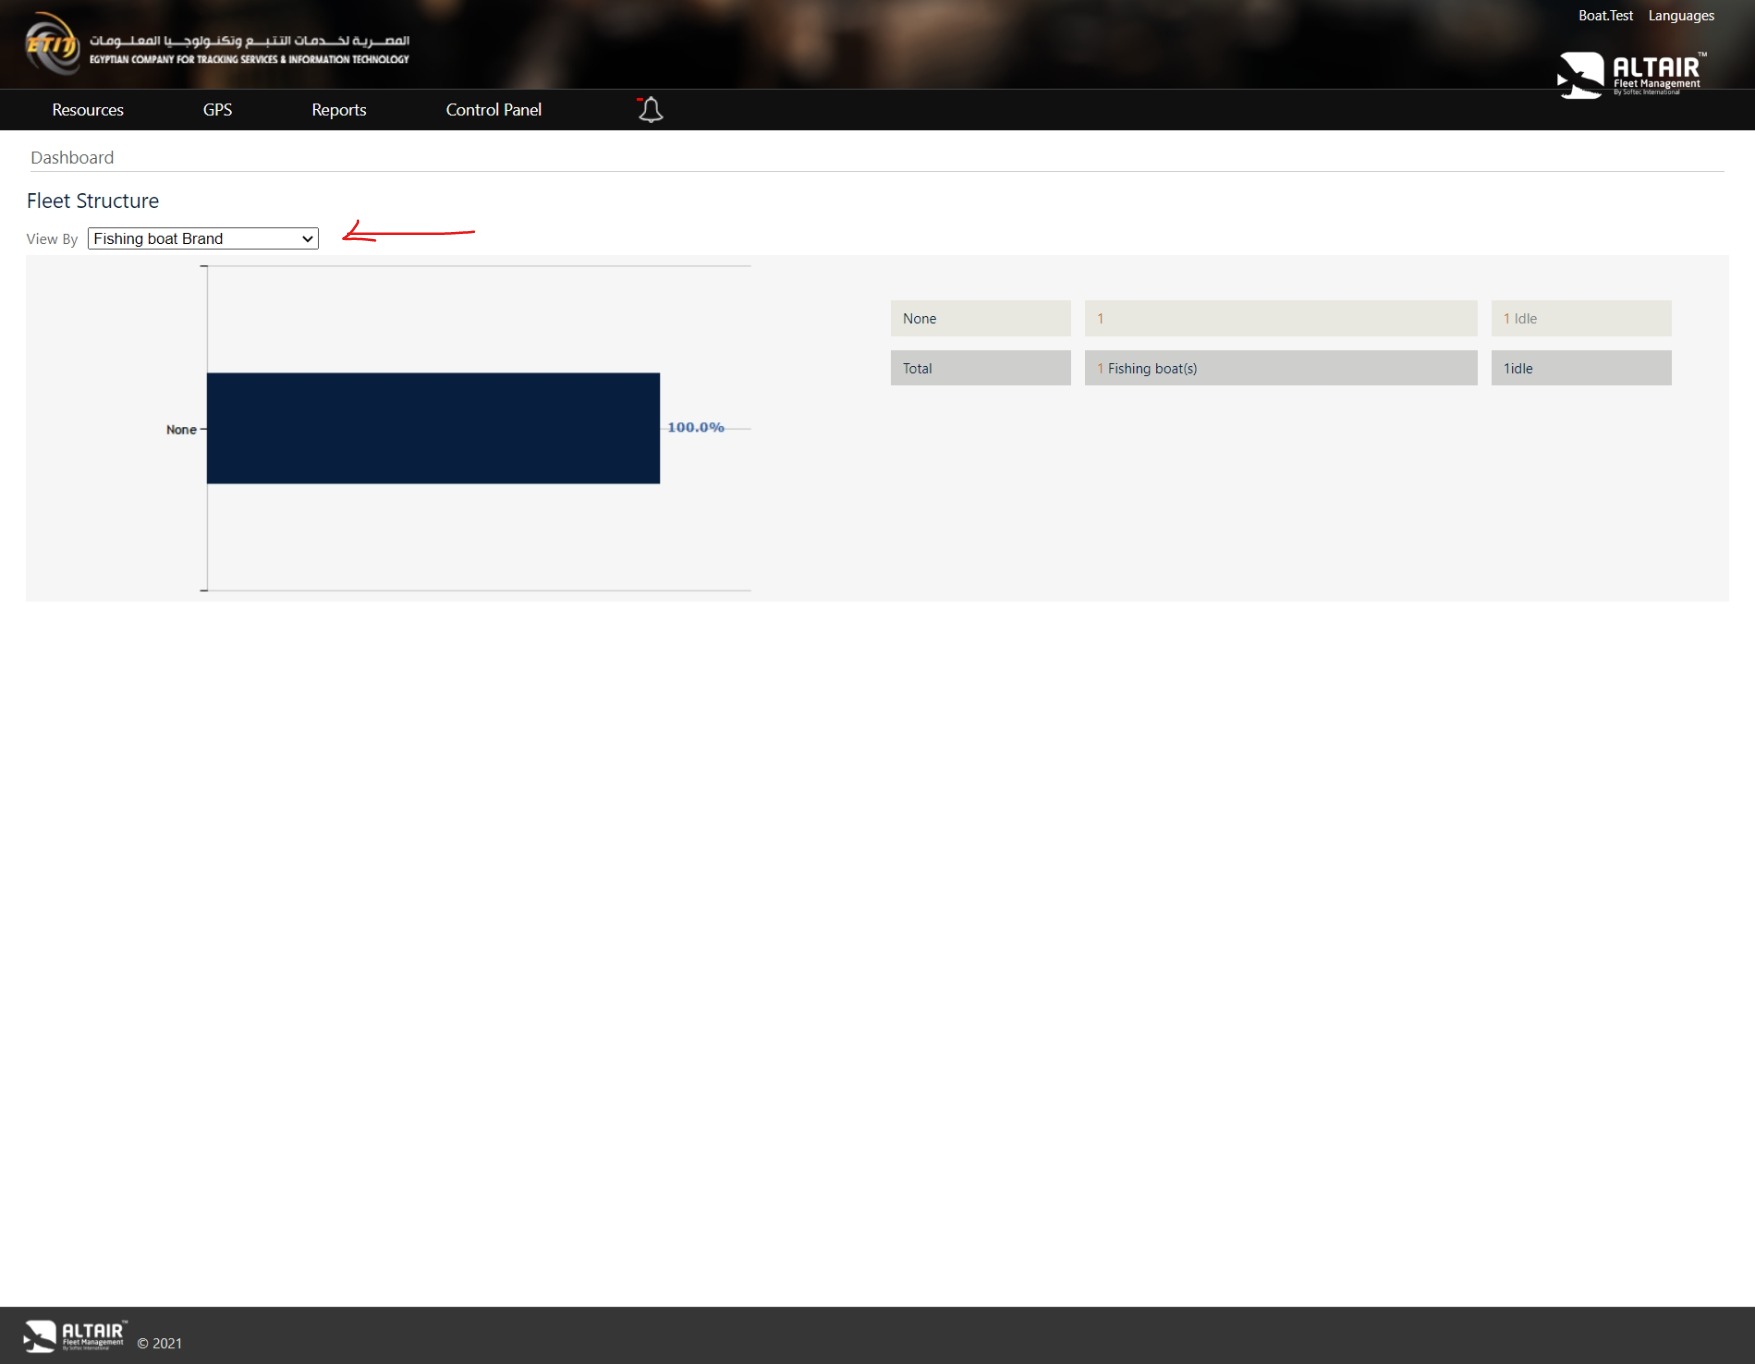 Boat.Test Languages
ETIT
المصرية لخدمات التتبع وتكنولوجيا المعلومات
EGYPTIAN COMPANY FOR TRACKING SERVICES & INFORMATION TECHNOLOGY
ALTAIR™
Fleet Management
By Softec International
Resources GPS Reports Control Panel
Dashboard
Fleet Structure
View By Fishing boat Brand
None 1 1 Idle
Total 1 Fishing boat(s) 1idle
None 100.0%
ALTAIR™
Fleet Management
By Softec International
© 2021